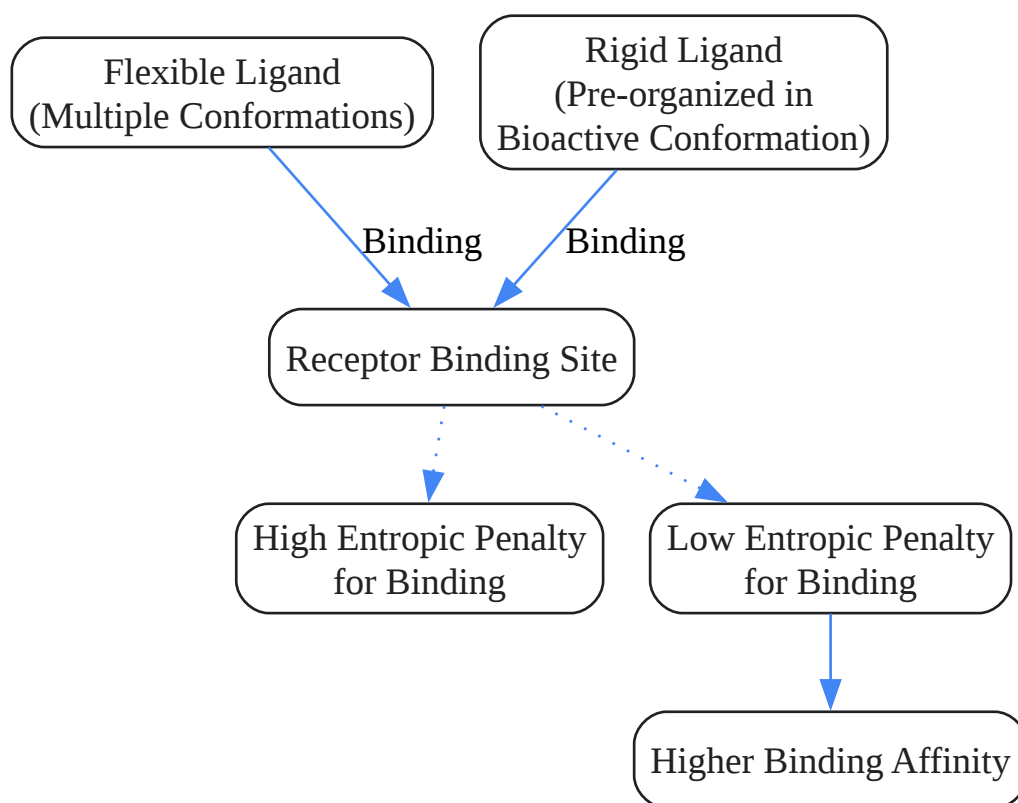 Flexible Ligand
(Multiple Conformations)
Rigid Ligand
(Pre-organized in
Bioactive Conformation)
Binding
Binding
Receptor Binding Site
High Entropic Penalty
for Binding
Low Entropic Penalty
for Binding
Higher Binding Affinity